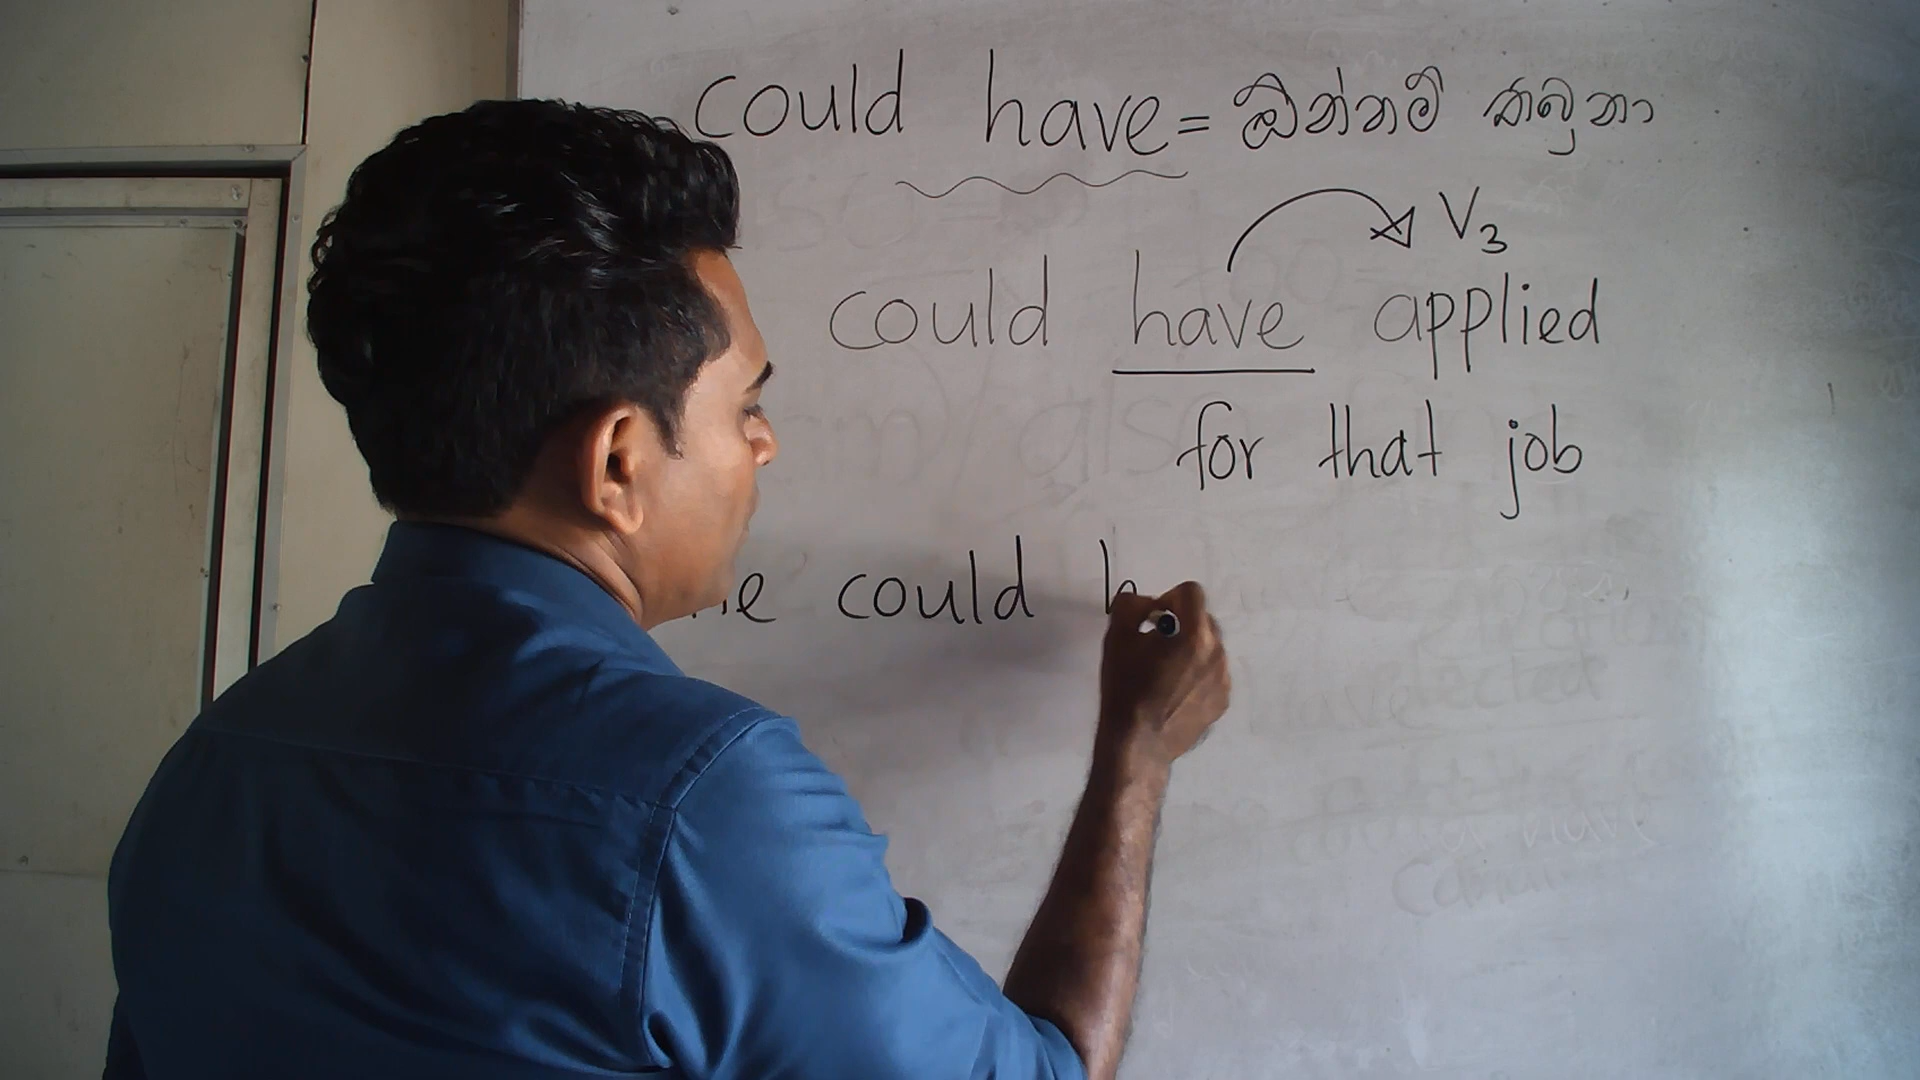 could have = ඕන්නම් තිබුනා
V3
could have applied
for that job
could